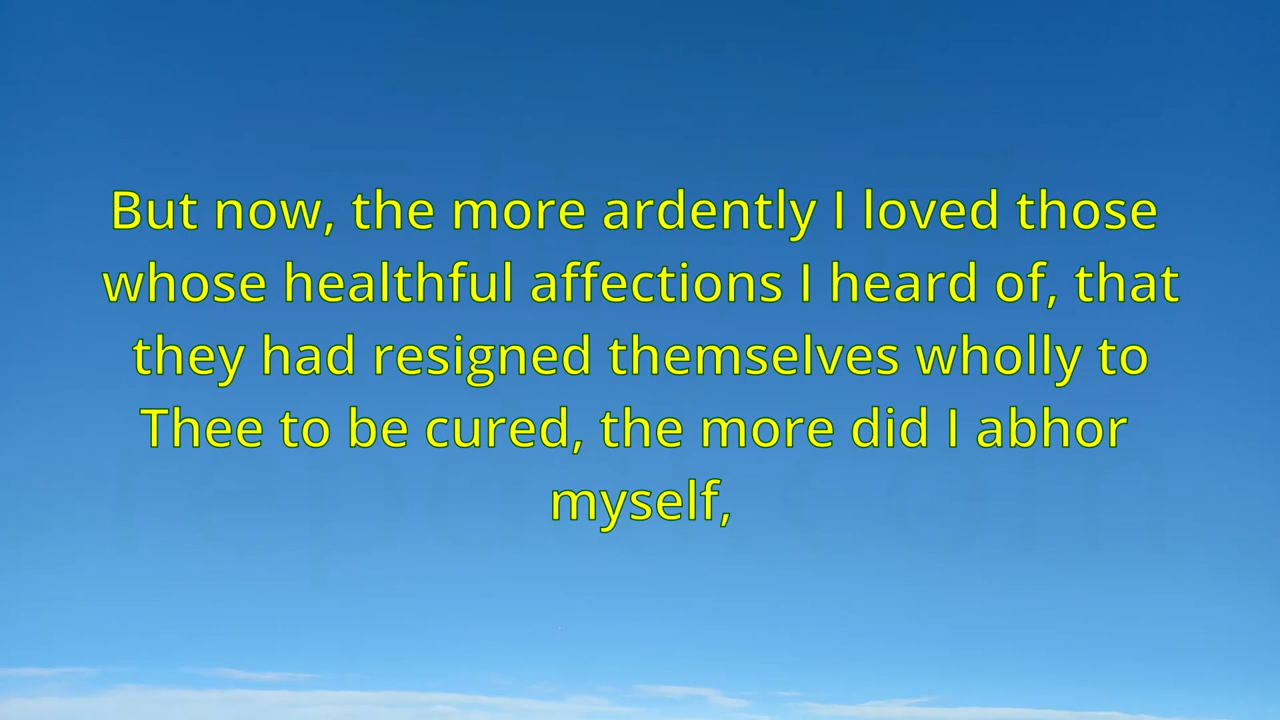 But now, the more ardently I loved those
whose healthful affections I heard of, that
they had resigned themselves wholly to
Thee to be cured, the more did I abhor
myself,